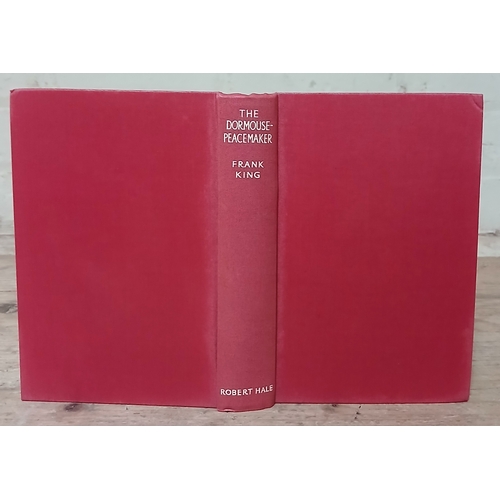 THE
DORMOUSE-
PEACEMAKER
FRANK
KING
ROBERT HALE